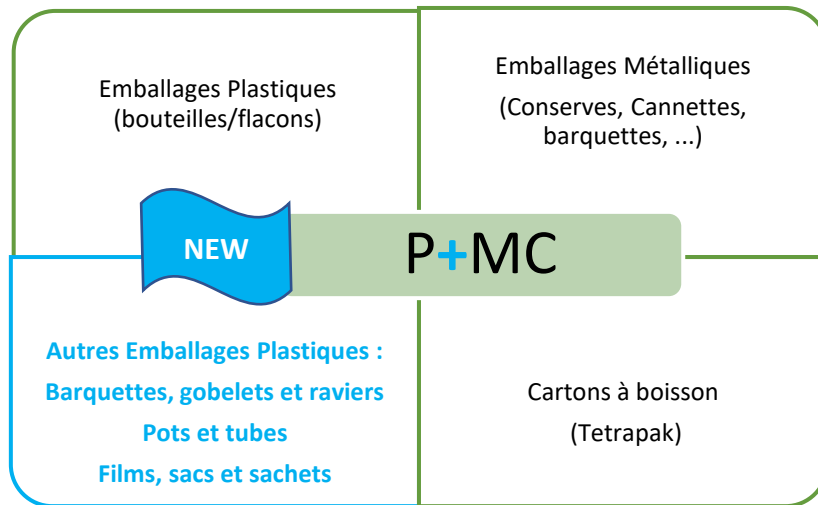 Emballages Plastiques
(bouteilles/flacons)
Emballages Métalliques
(Conserves, Cannettes,
barquettes, ...)
NEW
P+MC
Autres Emballages Plastiques :
Barquettes, gobelets et raviers
Pots et tubes
Films, sacs et sachets
Cartons à boisson
(Tetrapak)